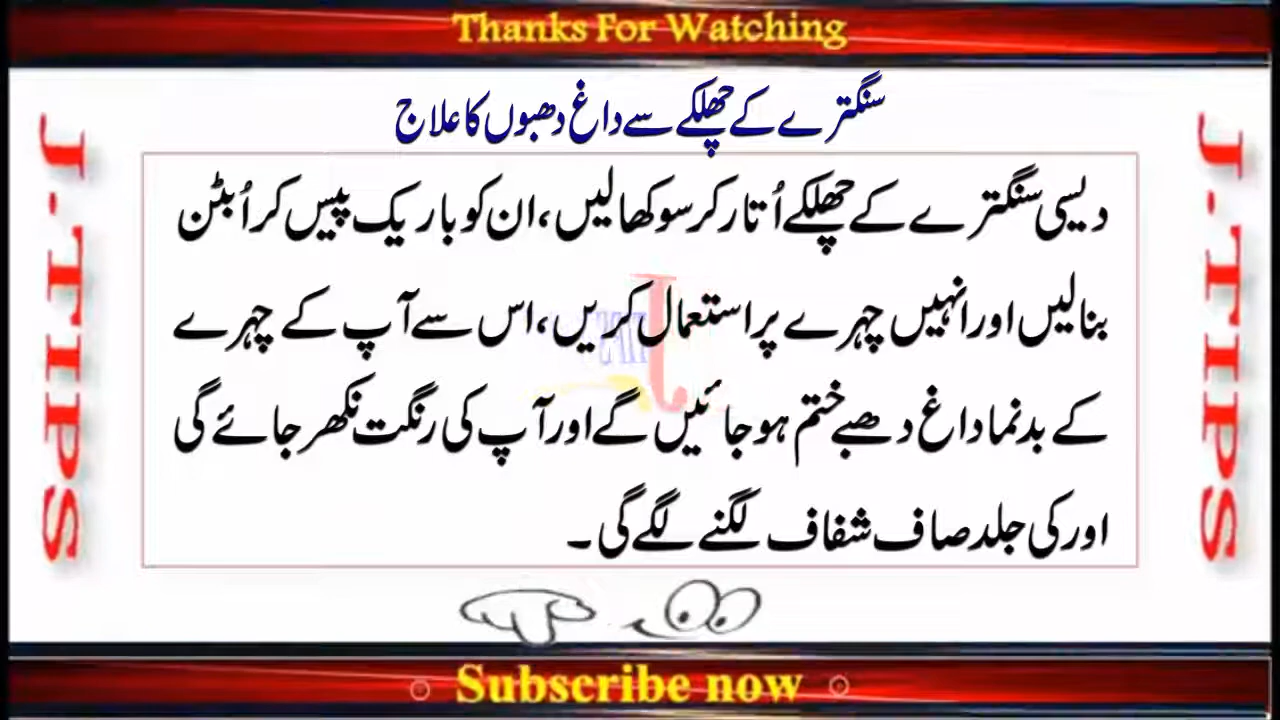 Thanks For Watching
سنگترے کے چھلکے سے داغ دھبوں کا علاج
J.TIPS
J.TIPS
دیسی سنگترے کے چھلکے اُتار کر سوکھالیں، ان کو باریک پیس کر اُبٹن
بنالیں اور انہیں چہرے پر استعمال کریں، اس سے آپ کے چہرے
کے بدنما داغ دھبے ختم ہو جائیں گے اور آپ کی رنگت نکھر جائے گی
اور کی جلد صاف شفاف لگنے لگے گی۔
Subscribe now